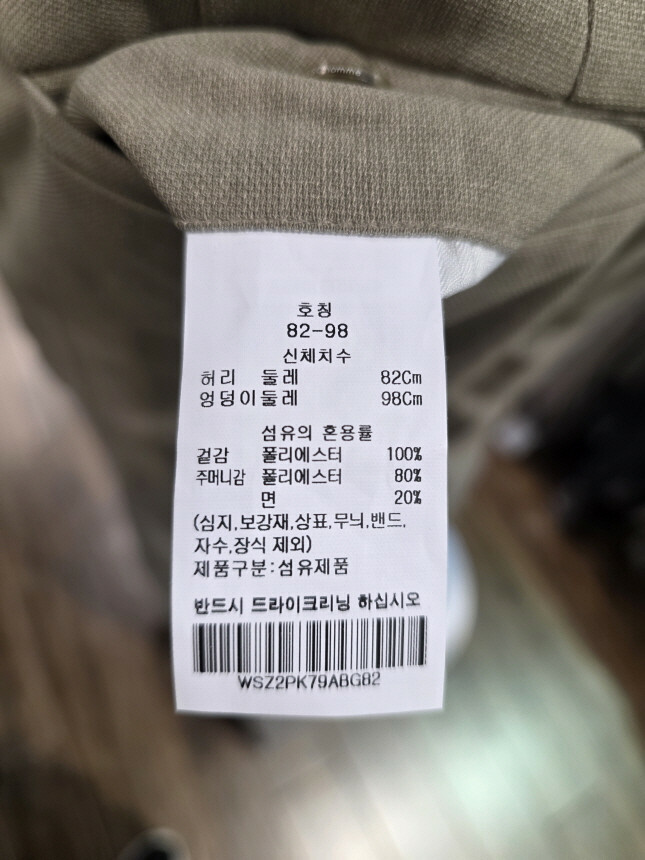 호칭
82-98
신체치수
허리 둘레 82Cm
엉덩이둘레 98Cm
섬유의 혼용률
겉감 폴리에스터 100%
주머니감 폴리에스터 80%
면 20%
(심지,보강재,상표,무늬,밴드,
자수,장식 제외)
제품구분:섬유제품
반드시 드라이크리닝 하십시오
WSZ2PK79ABG82